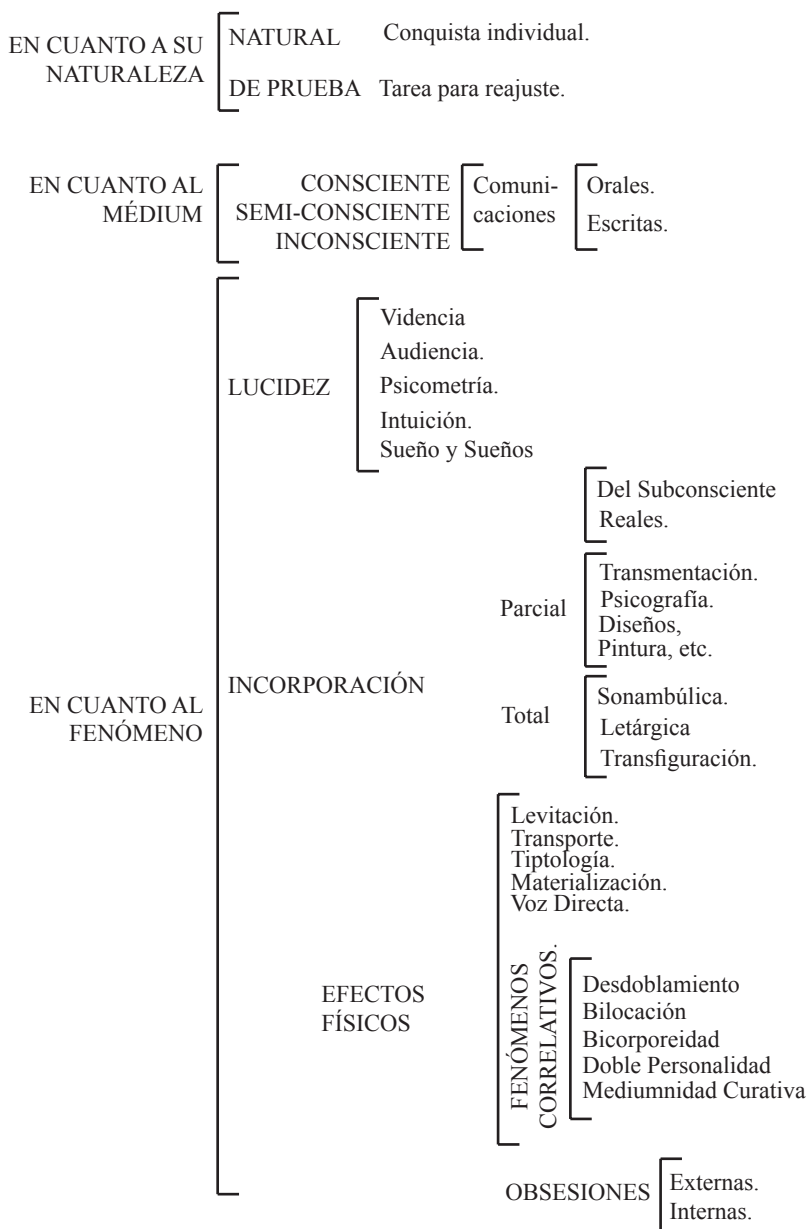 EN CUANTO A SU
NATURALEZA
NATURAL Conquista individual.
DE PRUEBA Tarea para reajuste.
EN CUANTO AL
MÉDIUM
CONSCIENTE
SEMI-CONSCIENTE
INCONSCIENTE
Comuni-
caciones
Orales.
Escritas.
EN CUANTO AL
FENÓMENO
LUCIDEZ
Videncia
Audiencia.
Psicometría.
Intuición.
Sueño y Sueños
Del Subconsciente
Reales.
INCORPORACIÓN
Parcial
Transmentación.
Psicografía.
Diseños,
Pintura, etc.
Total
Sonambúlica.
Letárgica
Transfiguración.
EFECTOS
FÍSICOS
Levitación.
Transporte.
Tiptología.
Materialización.
Voz Directa.
FENÓMENOS
CORRELATIVOS.
Desdoblamiento
Bilocación
Bicorporeidad
Doble Personalidad
Mediumnidad Curativa
OBSESIONES
Externas.
Internas.